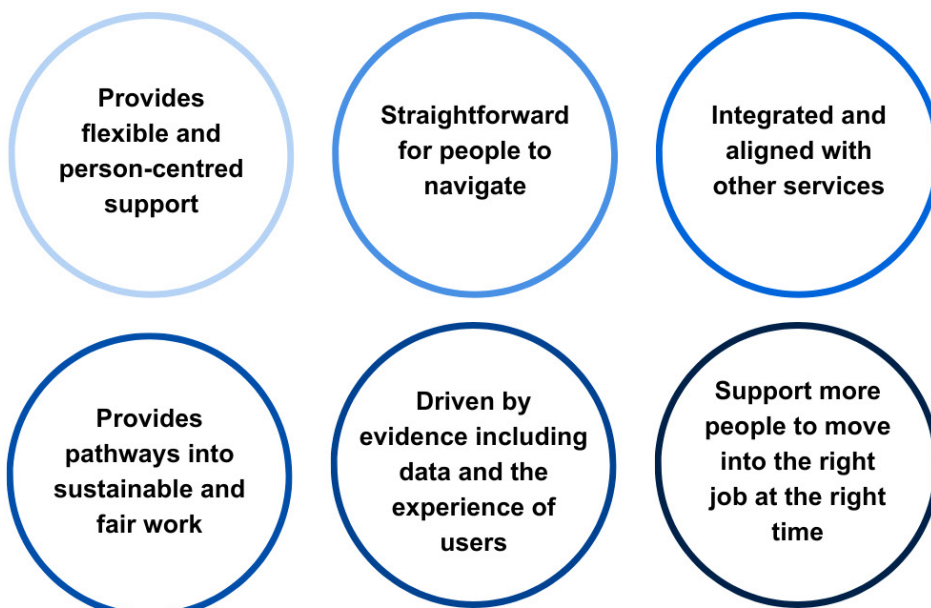 Provides
flexible and
person-centred
support
Straightforward
for people to
navigate
Integrated and
aligned with
other services
Provides
pathways into
sustainable and
fair work
Driven by
evidence including
data and the
experience of
users
Support more
people to move
into the right
job at the right
time